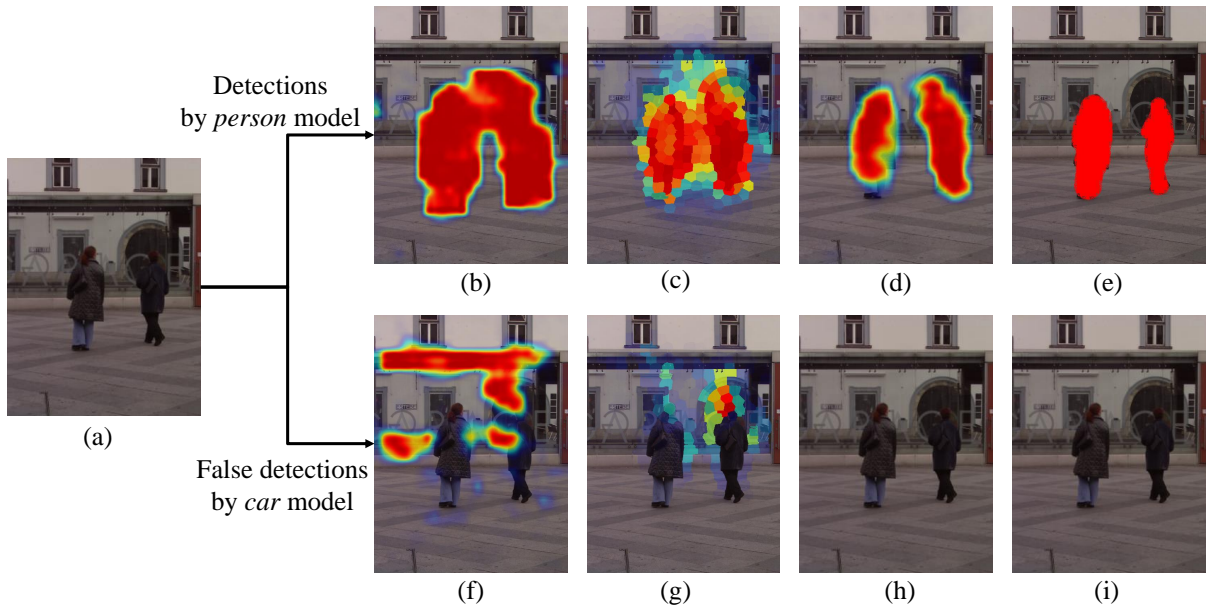 Detections
by person model
(b)
(c)
(d)
(e)
(a)
False detections
by car model
(f)
(g)
(h)
(i)